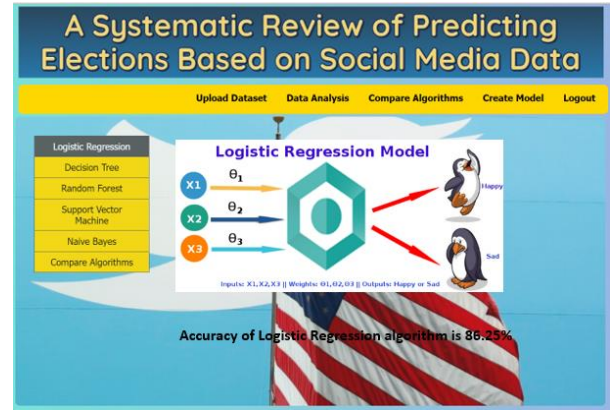 A Systematic Review of Predicting
Elections Based on Social Media Data
Upload Dataset Data Analysis Compare Algorithms Create Model Logout
Logistic Regression
Decision Tree
Random Forest
Support Vector
Machine
Naive Bayes
Compare Algorithms
Logistic Regression Model
X1
θ1
X2
θ2
X3
θ3
Happy
Sad
Inputs: X1,X2,X3 || Weights: Θ1,Θ2,Θ3 || Outputs: Happy or Sad
Accuracy of Logistic Regression algorithm is 86.25%